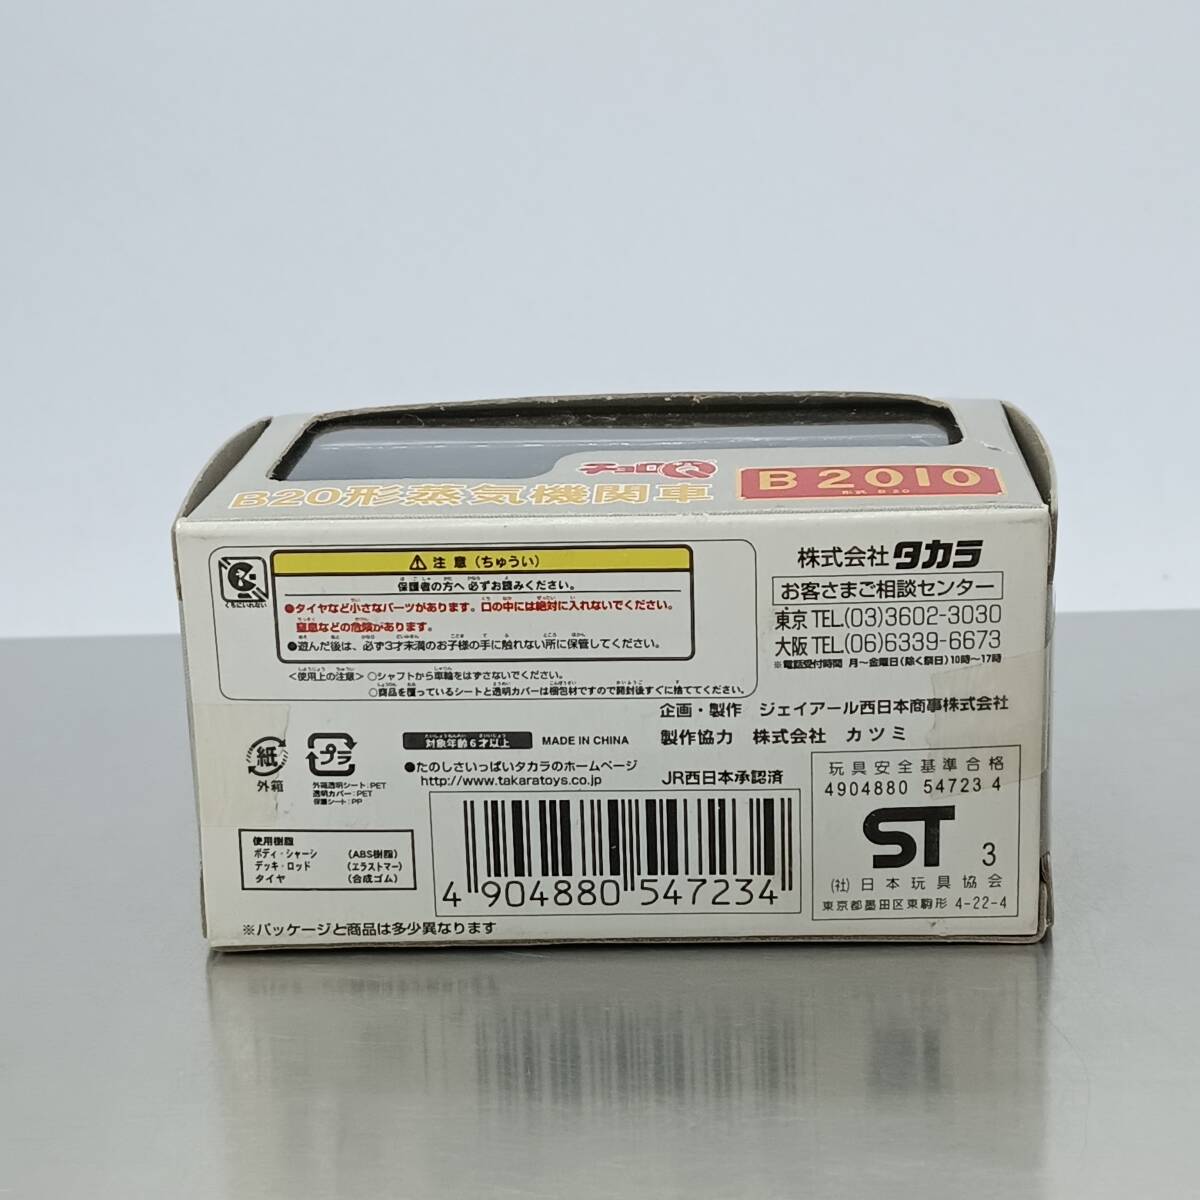 チョロQ
B20形蒸気機関車
B 2010
形式 B20
くちにいれない
⚠ 注意（ちゅうい）
保護者の方へ 必ずお読みください。
●タイヤなど小さなパーツがあります。口の中には絶対に入れないでください。
窒息などの危険があります。
●遊んだ後は、必ず3才未満のお子様の手に触れない所に保管してください。
＜使用上の注意＞ ○シャフトから車輪をはずさないでください。
○商品を覆っているシートと透明カバーは梱包材ですので開封後すぐに捨ててください。
株式会社 タカラ
お客さまご相談センター
東京 TEL.(03)3602-3030
大阪 TEL.(06)6339-6673
※電話受付時間 月～金曜日(除く祭日)10時～17時
企画・製作 ジェイアール西日本商事株式会社
製作協力 株式会社 カツミ
対象年齢6才以上
MADE IN CHINA
●たのしさいっぱいタカラのホームページ
http://www.takaratoys.co.jp
JR西日本承認済
紙
外箱
プラ
外箱透明シート:PET
透明カバー:PET
保護シート:PP
使用樹脂
ボディ・シャーシ (ABS樹脂)
デッキ・ロッド (エラストマー)
タイヤ (合成ゴム)
4 904880 547234
玩具安全基準合格
4904880 54723 4
ST 3
(社)日本玩具協会
東京都墨田区東駒形 4-22-4
※パッケージと商品は多少異なります